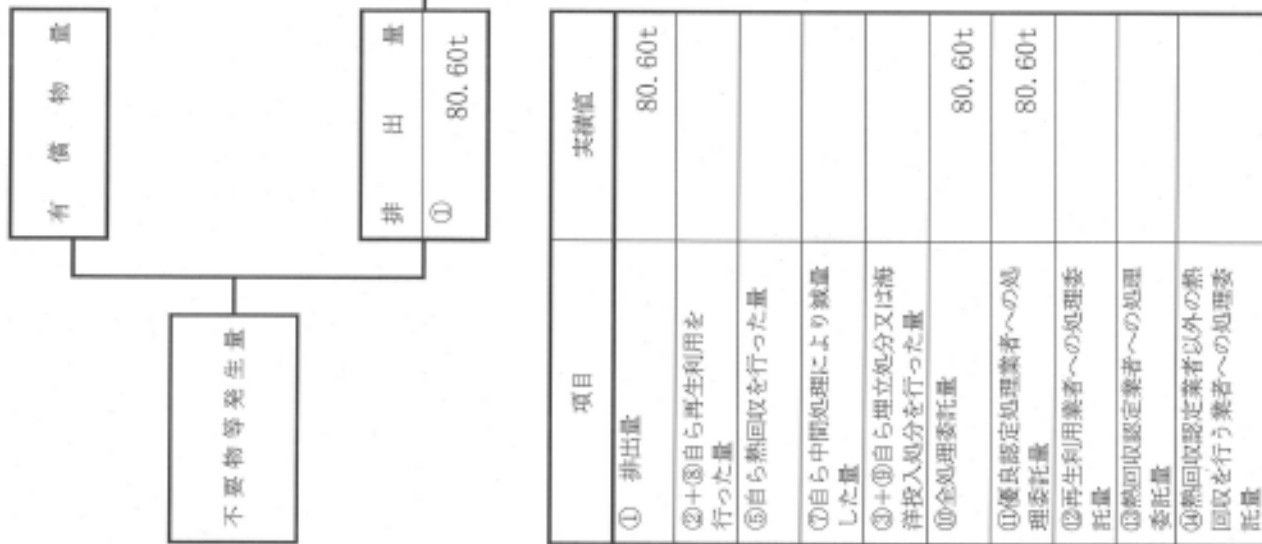 有償物量
排出量
① 80.60t
不要物等発生量
項目 実績値
① 排出量 80.60t
②+⑧自ら再生利用を
行った量
⑤自ら熱回収を行った量
⑦自ら中間処理により減量
した量
③+⑨自ら埋立処分又は海
洋投入処分を行った量
⑩全処理委託量 80.60t
⑪優良認定処理業者への処
理委託量 80.60t
⑫再生利用業者への処理委
託量
⑬熱回収認定業者への処理
委託量
⑭熱回収認定業者以外の熱
回収を行う業者への処理委
託量